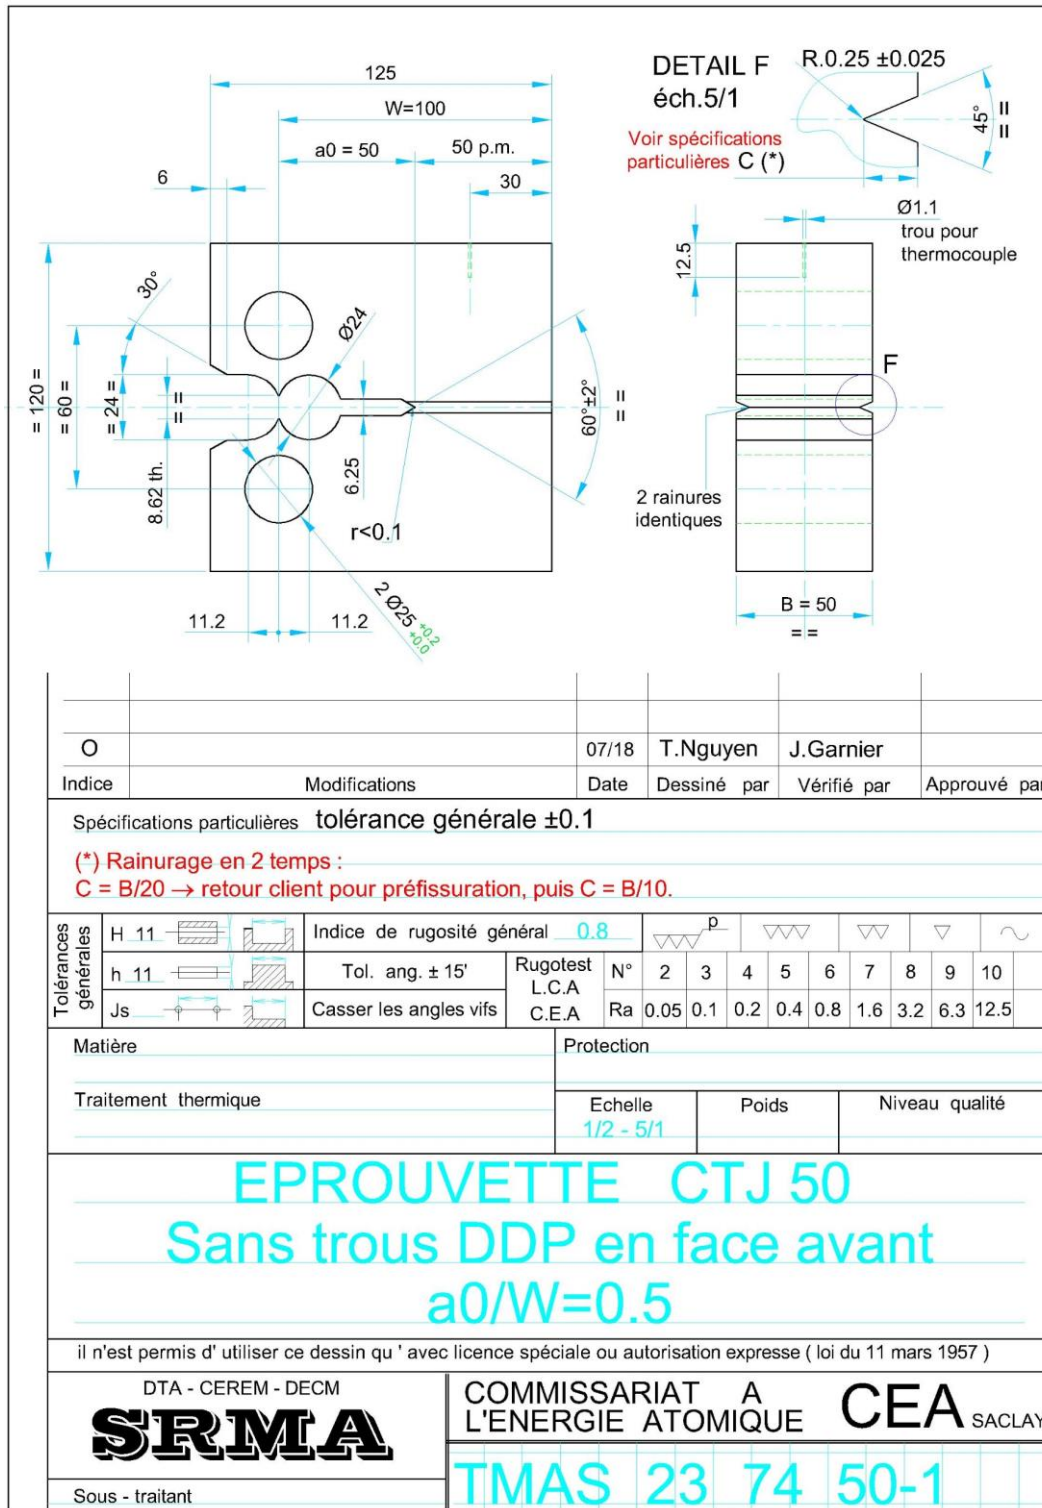 125
W=100
a0 = 50
50 p.m.
30
6
DETAIL F
éch.5/1
Voir spécifications
particulières C (*)
R.0.25 ±0.025
45°
=
=
Ø1.1
trou pour
thermocouple
12.5
30°
Ø24
= 120 =
= 60 =
= 24 =
=
=
8.62 th.
6.25
60°±2°
=
=
r<0.1
F
2 rainures
identiques
11.2
11.2
2 Ø25 +0.2
+0.0
B = 50
= =
O 07/18 T.Nguyen J.Garnier
Indice Modifications Date Dessiné par Vérifié par Approuvé par
Spécifications particulières tolérance générale ±0.1
(*) Rainurage en 2 temps :
C = B/20 → retour client pour préfissuration, puis C = B/10.
Tolérances
générales
H 11 Indice de rugosité général 0.8 p
h 11 Tol. ang. ± 15'
Js Casser les angles vifs
Rugotest
L.C.A
C.E.A
N° 2 3 4 5 6 7 8 9 10
Ra 0.05 0.1 0.2 0.4 0.8 1.6 3.2 6.3 12.5
Matière Protection
Traitement thermique
Echelle Poids Niveau qualité
1/2 - 5/1
EPROUVETTE CTJ 50
Sans trous DDP en face avant
a0/W=0.5
il n'est permis d' utiliser ce dessin qu ' avec licence spéciale ou autorisation expresse ( loi du 11 mars 1957 )
DTA - CEREM - DECM
SRMA
COMMISSARIAT A
L'ENERGIE ATOMIQUE
CEA SACLAY
Sous - traitant
TMAS 23 74 50-1